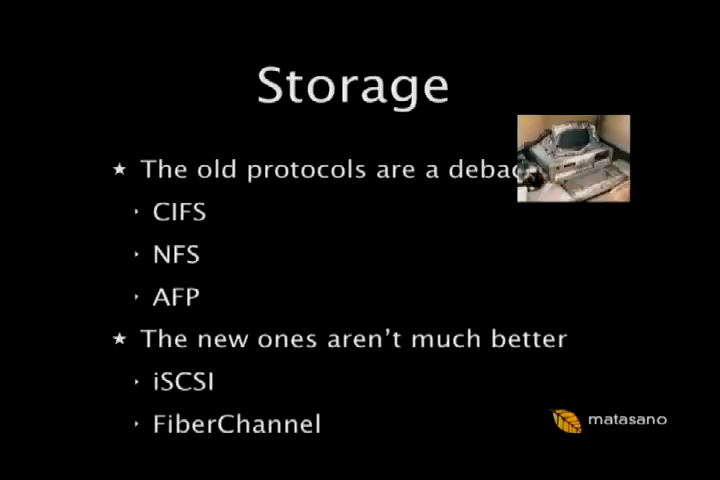 Storage
★ The old protocols are a debac
‣ CIFS
‣ NFS
‣ AFP
★ The new ones aren't much better
‣ iSCSI
‣ FiberChannel
matasano